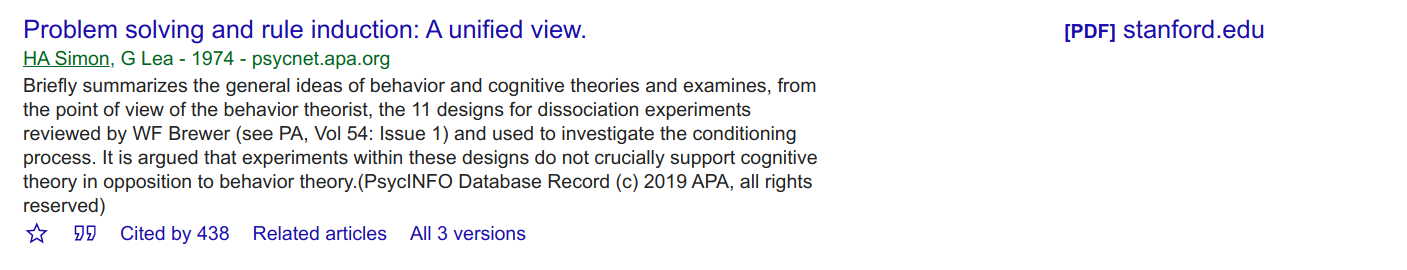 Problem solving and rule induction: A unified view.
[PDF] stanford.edu
HA Simon, G Lea - 1974 - psycnet.apa.org
Briefly summarizes the general ideas of behavior and cognitive theories and examines, from
the point of view of the behavior theorist, the 11 designs for dissociation experiments
reviewed by WF Brewer (see PA, Vol 54: Issue 1) and used to investigate the conditioning
process. It is argued that experiments within these designs do not crucially support cognitive
theory in opposition to behavior theory.(PsycINFO Database Record (c) 2019 APA, all rights
reserved)
Cited by 438 Related articles All 3 versions